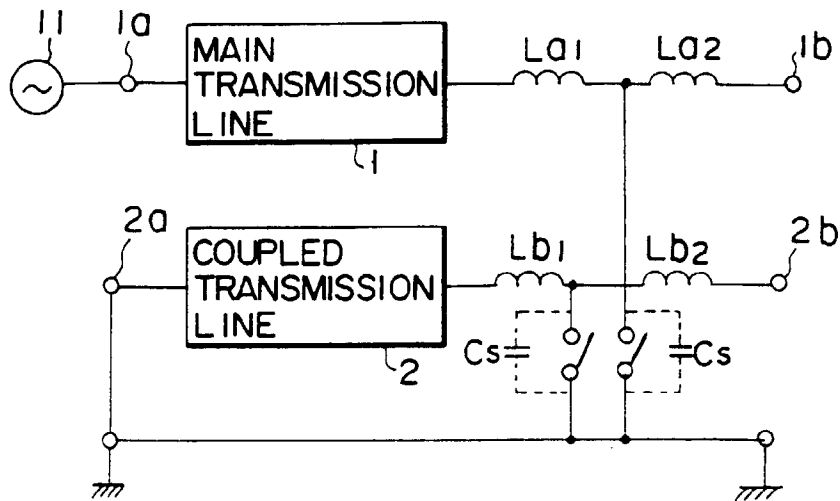 11
1a
MAIN
TRANSMISSION
LINE
1
La1
La2
1b
2a
COUPLED
TRANSMISSION
LINE
2
Lb1
Lb2
2b
Cs
Cs